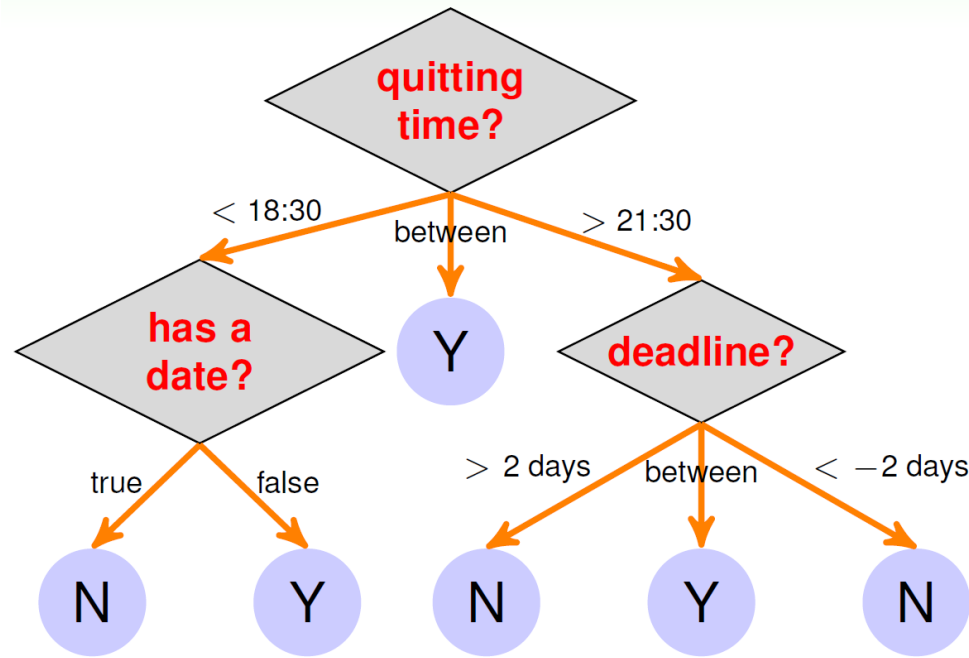 quitting
time?
< 18:30
between
> 21:30
has a
date?
Y
deadline?
true
false
> 2 days
between
< −2 days
N
Y
N
Y
N